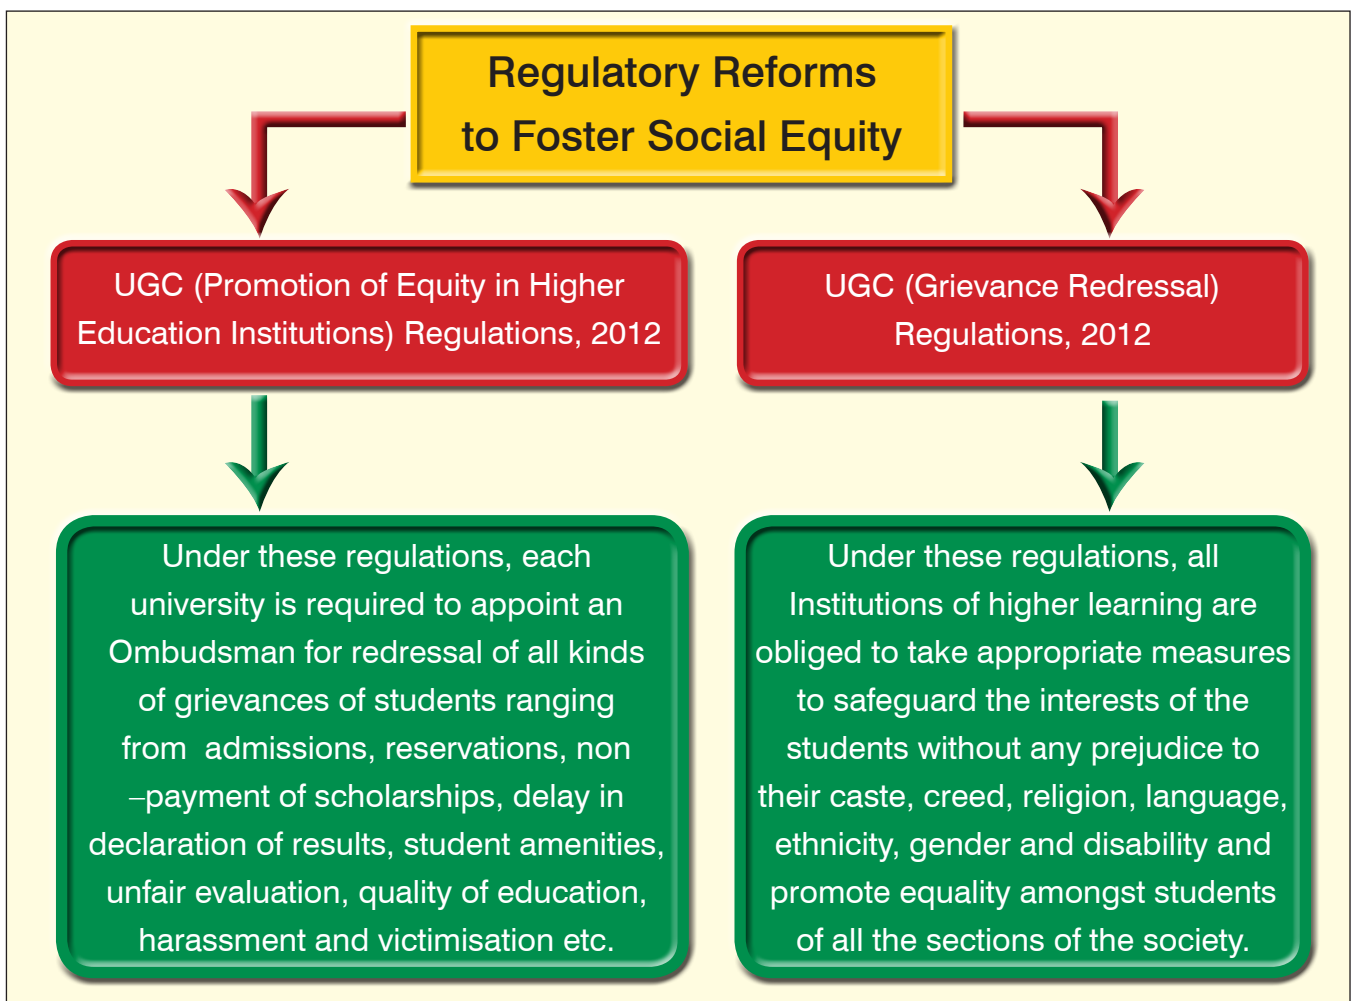 Regulatory Reforms
to Foster Social Equity
UGC (Promotion of Equity in Higher
Education Institutions) Regulations, 2012
UGC (Grievance Redressal)
Regulations, 2012
Under these regulations, each
university is required to appoint an
Ombudsman for redressal of all kinds
of grievances of students ranging
from admissions, reservations, non
–payment of scholarships, delay in
declaration of results, student amenities,
unfair evaluation, quality of education,
harassment and victimisation etc.
Under these regulations, all
Institutions of higher learning are
obliged to take appropriate measures
to safeguard the interests of the
students without any prejudice to
their caste, creed, religion, language,
ethnicity, gender and disability and
promote equality amongst students
of all the sections of the society.